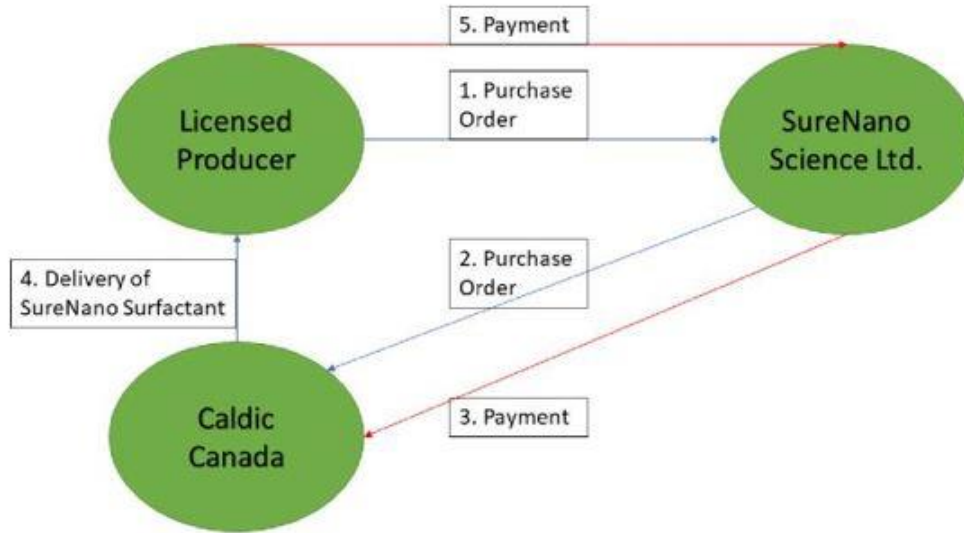 5. Payment
1. Purchase
Order
Licensed
Producer
SureNano
Science Ltd.
2. Purchase
Order
4. Delivery of
SureNano Surfactant
3. Payment
Caldic
Canada